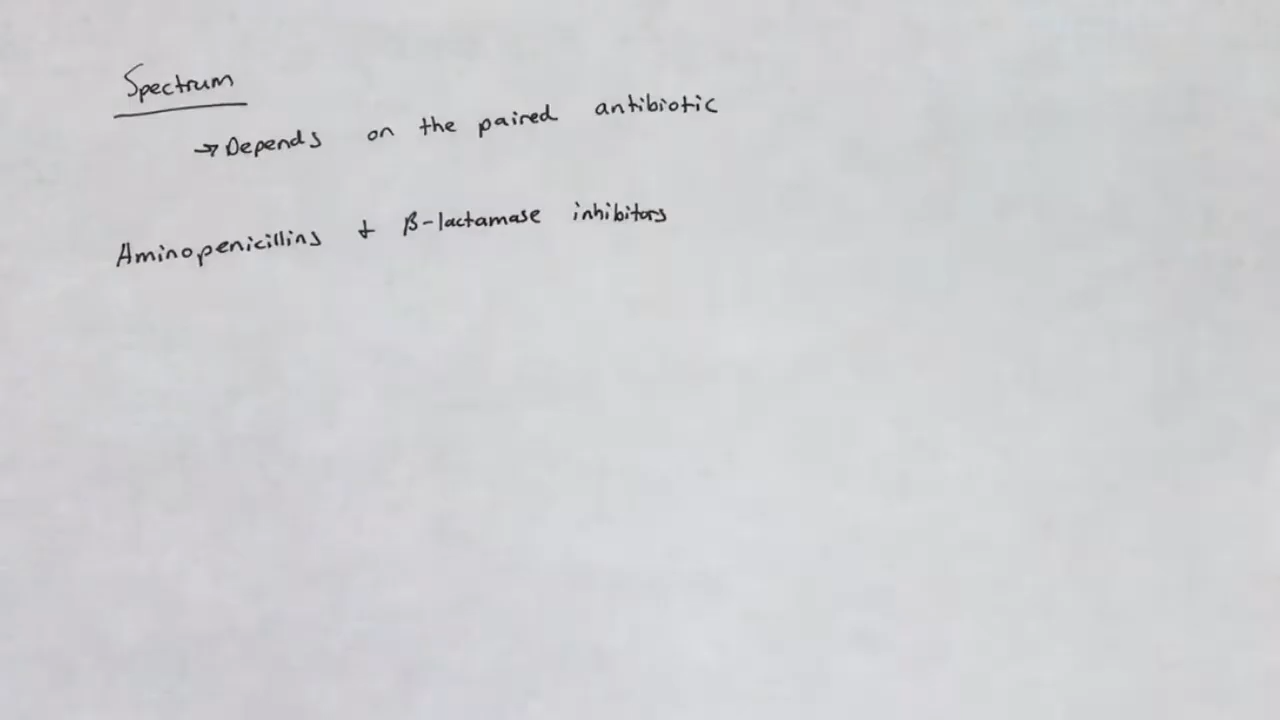 Spectrum
→ Depends on the paired antibiotic
Aminopenicillins + β-lactamase inhibitors